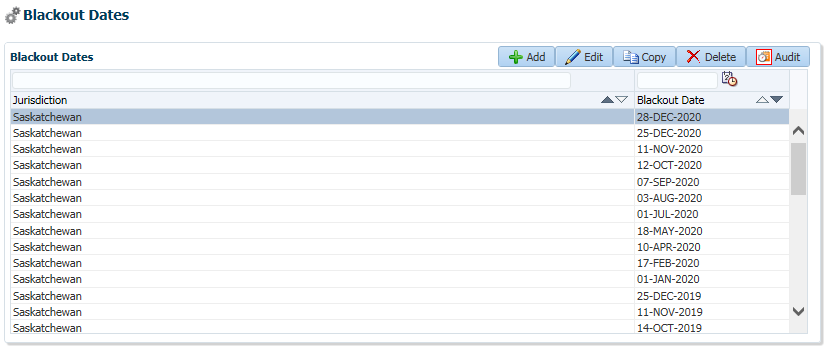 Blackout Dates
Blackout Dates Add Edit Copy Delete Audit
Jurisdiction Blackout Date
Saskatchewan 28-DEC-2020
Saskatchewan 25-DEC-2020
Saskatchewan 11-NOV-2020
Saskatchewan 12-OCT-2020
Saskatchewan 07-SEP-2020
Saskatchewan 03-AUG-2020
Saskatchewan 01-JUL-2020
Saskatchewan 18-MAY-2020
Saskatchewan 10-APR-2020
Saskatchewan 17-FEB-2020
Saskatchewan 01-JAN-2020
Saskatchewan 25-DEC-2019
Saskatchewan 11-NOV-2019
Saskatchewan 14-OCT-2019